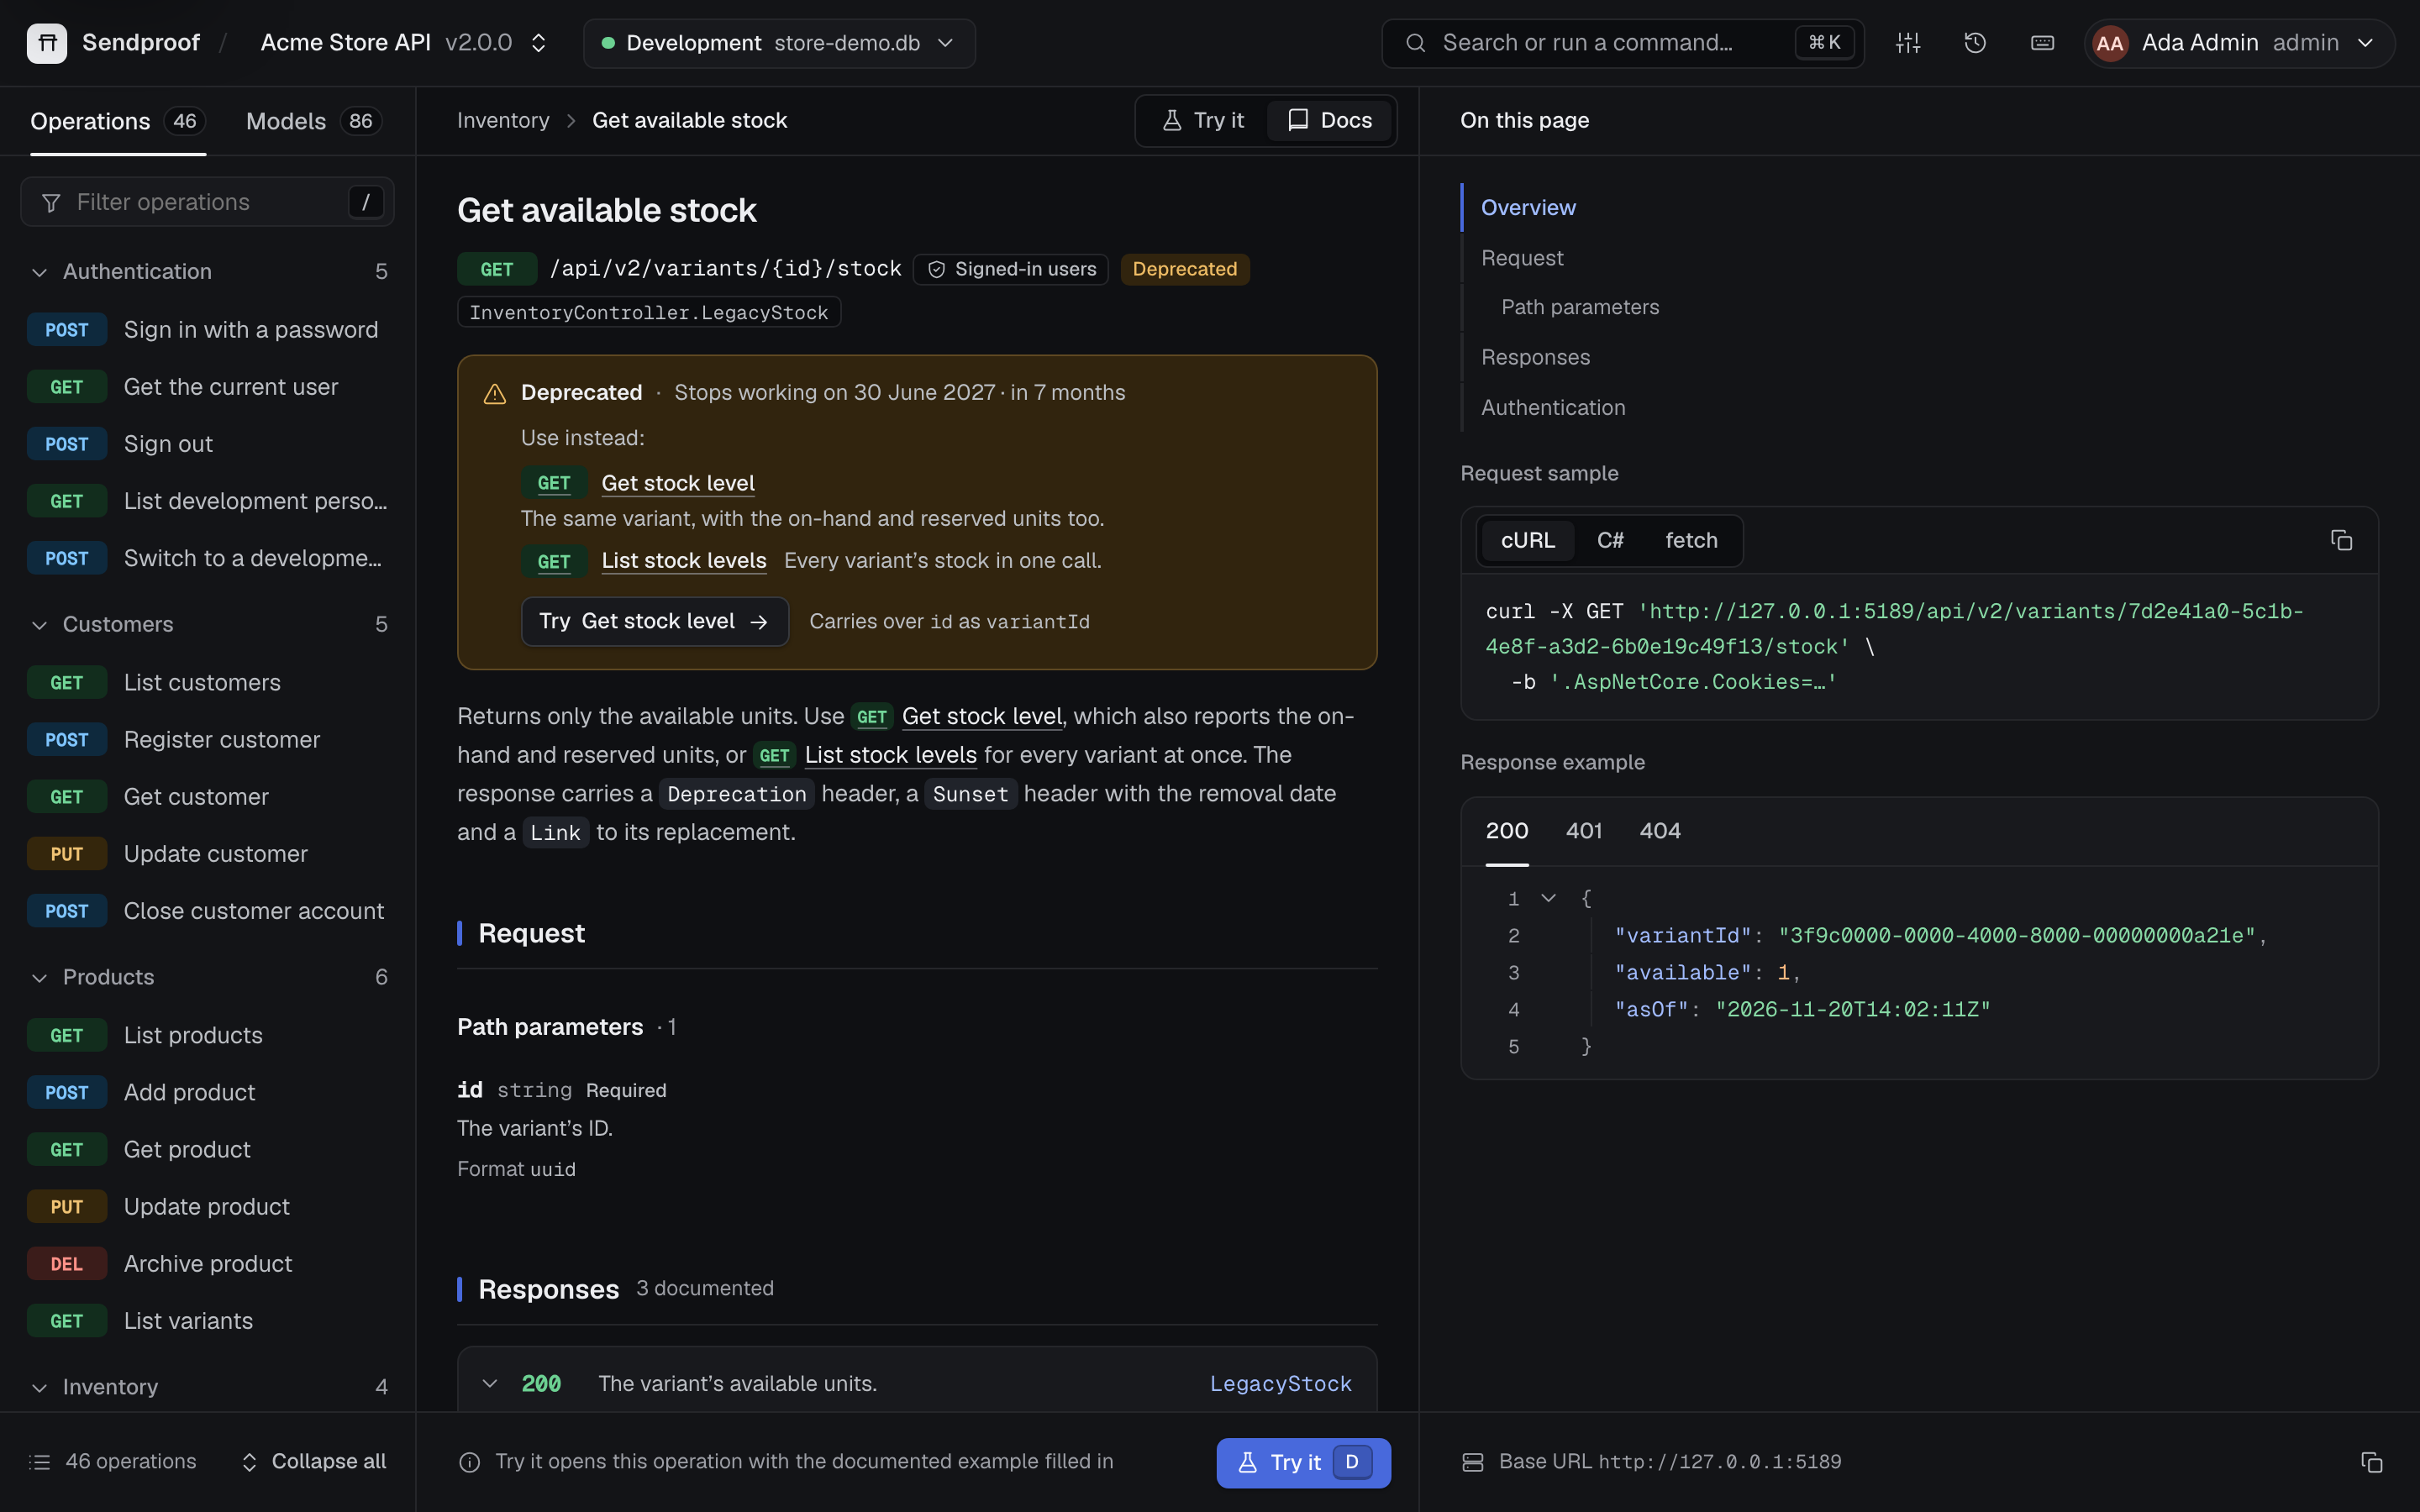 Sendproof / Acme Store API v2.0.0
Development store-demo.db
Search or run a command… ⌘K
AA Ada Admin admin
Operations 46 Models 86
Filter operations /
Authentication 5
POST Sign in with a password
GET Get the current user
POST Sign out
GET List development perso…
POST Switch to a developme…
Customers 5
GET List customers
POST Register customer
GET Get customer
PUT Update customer
POST Close customer account
Products 6
GET List products
POST Add product
GET Get product
PUT Update product
DEL Archive product
GET List variants
Inventory 4
46 operations Collapse all
Inventory > Get available stock
Try it Docs
Get available stock
GET /api/v2/variants/{id}/stock Signed-in users Deprecated
InventoryController.LegacyStock
Deprecated · Stops working on 30 June 2027 · in 7 months
Use instead:
GET Get stock level
The same variant, with the on-hand and reserved units too.
GET List stock levels Every variant’s stock in one call.
Try Get stock level → Carries over id as variantId
Returns only the available units. Use GET Get stock level, which also reports the on-
hand and reserved units, or GET List stock levels for every variant at once. The
response carries a Deprecation header, a Sunset header with the removal date
and a Link to its replacement.
Request
Path parameters · 1
id string Required
The variant’s ID.
Format uuid
Responses 3 documented
200 The variant’s available units. LegacyStock
Try it opens this operation with the documented example filled in
Try it D
On this page
Overview
Request
Path parameters
Responses
Authentication
Request sample
cURL C# fetch
curl -X GET 'http://127.0.0.1:5189/api/v2/variants/7d2e41a0-5c1b-
4e8f-a3d2-6b0e19c49f13/stock' \
-b '.AspNetCore.Cookies=…'
Response example
200 401 404
1 {
2 "variantId": "3f9c0000-0000-4000-8000-00000000a21e",
3 "available": 1,
4 "asOf": "2026-11-20T14:02:11Z"
5 }
Base URL http://127.0.0.1:5189